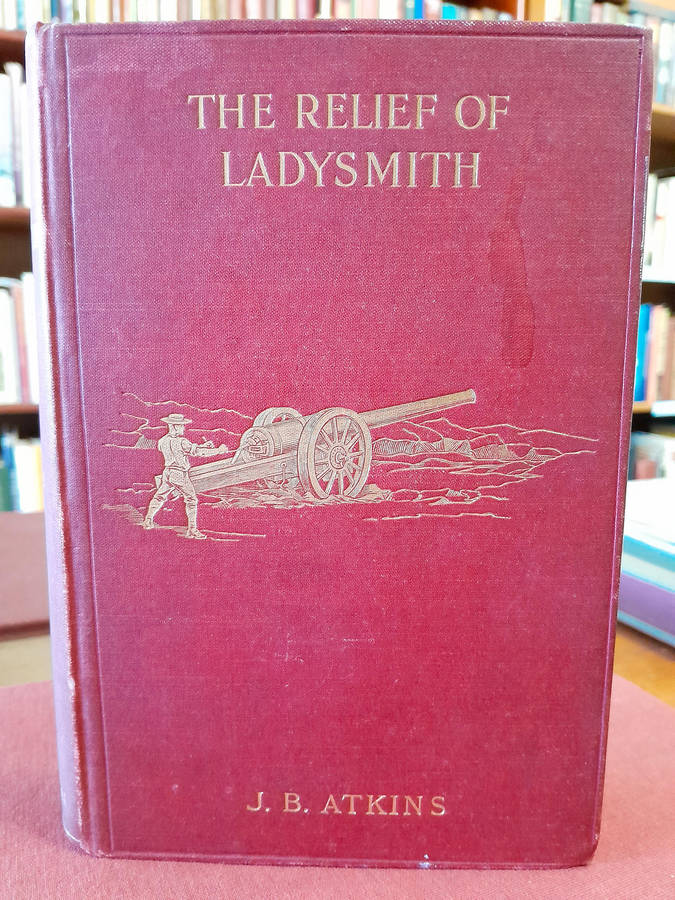 THE RELIEF OF
LADYSMITH
J. B. ATKINS